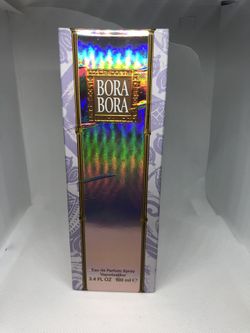 BORA
BORA
Eau de Parfum Spray
Vaporisateur
3.4 FL OZ 100 ml ℮